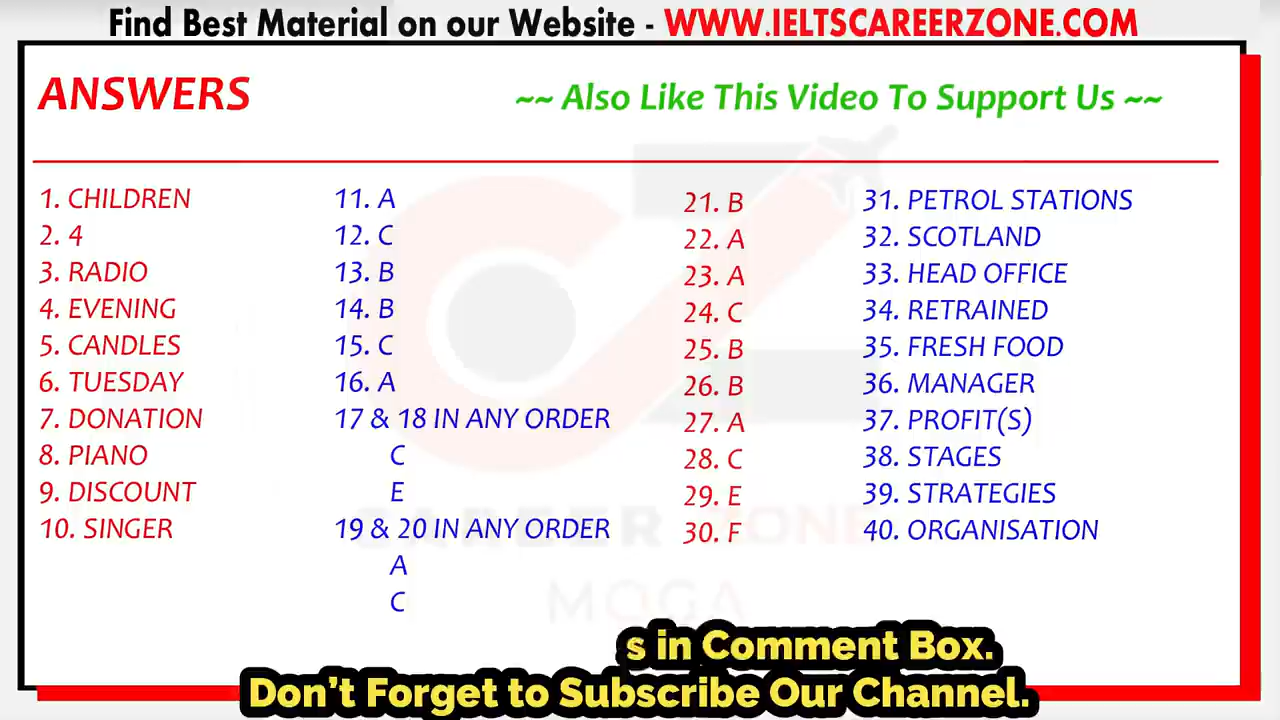 Find Best Material on our Website - WWW.IELTSCAREERZONE.COM
ANSWERS
~~ Also Like This Video To Support Us ~~
1. CHILDREN
2. 4
3. RADIO
4. EVENING
5. CANDLES
6. TUESDAY
7. DONATION
8. PIANO
9. DISCOUNT
10. SINGER
11. A
12. C
13. B
14. B
15. C
16. A
17 & 18 IN ANY ORDER
C
E
19 & 20 IN ANY ORDER
A
C
21. B
22. A
23. A
24. C
25. B
26. B
27. A
28. C
29. E
30. F
31. PETROL STATIONS
32. SCOTLAND
33. HEAD OFFICE
34. RETRAINED
35. FRESH FOOD
36. MANAGER
37. PROFIT(S)
38. STAGES
39. STRATEGIES
40. ORGANISATION
CAREER ZONE
MOGA
s in Comment Box.
Don't Forget to Subscribe Our Channel.